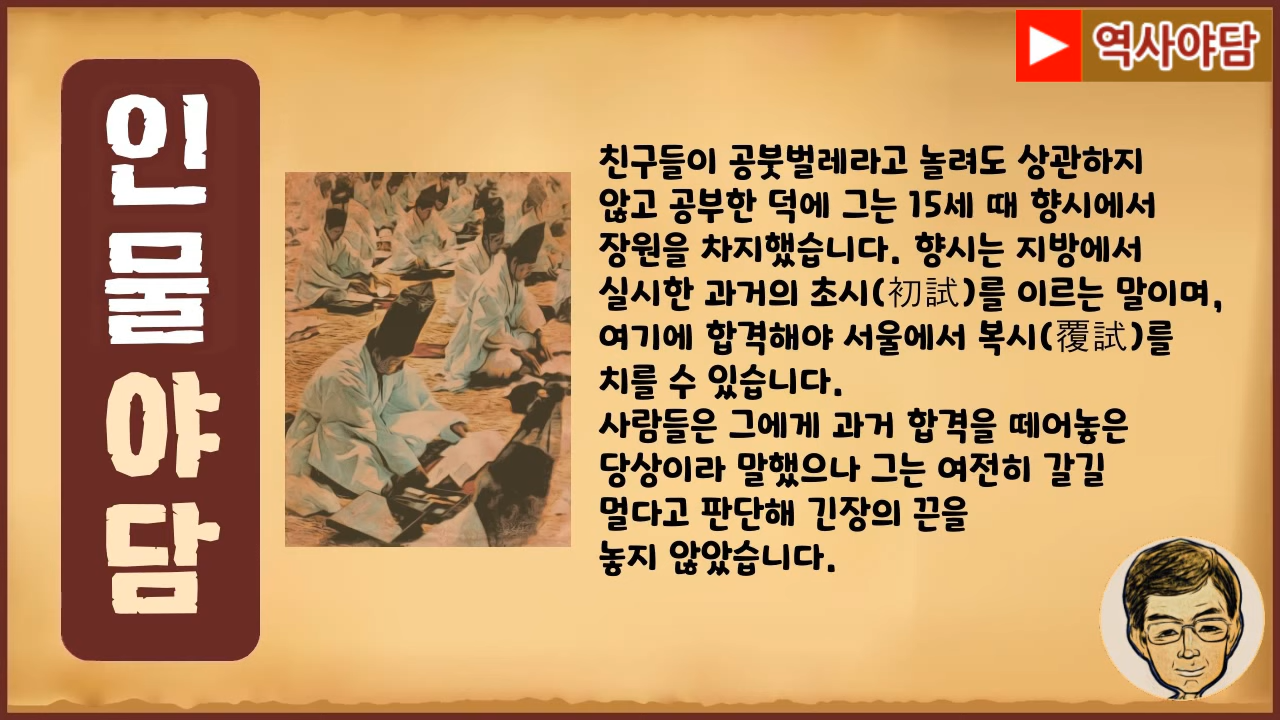 역사야담
인물야담
친구들이 공붓벌레라고 놀려도 상관하지
않고 공부한 덕에 그는 15세 때 향시에서
장원을 차지했습니다. 향시는 지방에서
실시한 과거의 초시(初試)를 이르는 말이며,
여기에 합격해야 서울에서 복시(覆試)를
치를 수 있습니다.
사람들은 그에게 과거 합격을 떼어놓은
당상이라 말했으나 그는 여전히 갈길
멀다고 판단해 긴장의 끈을
놓지 않았습니다.